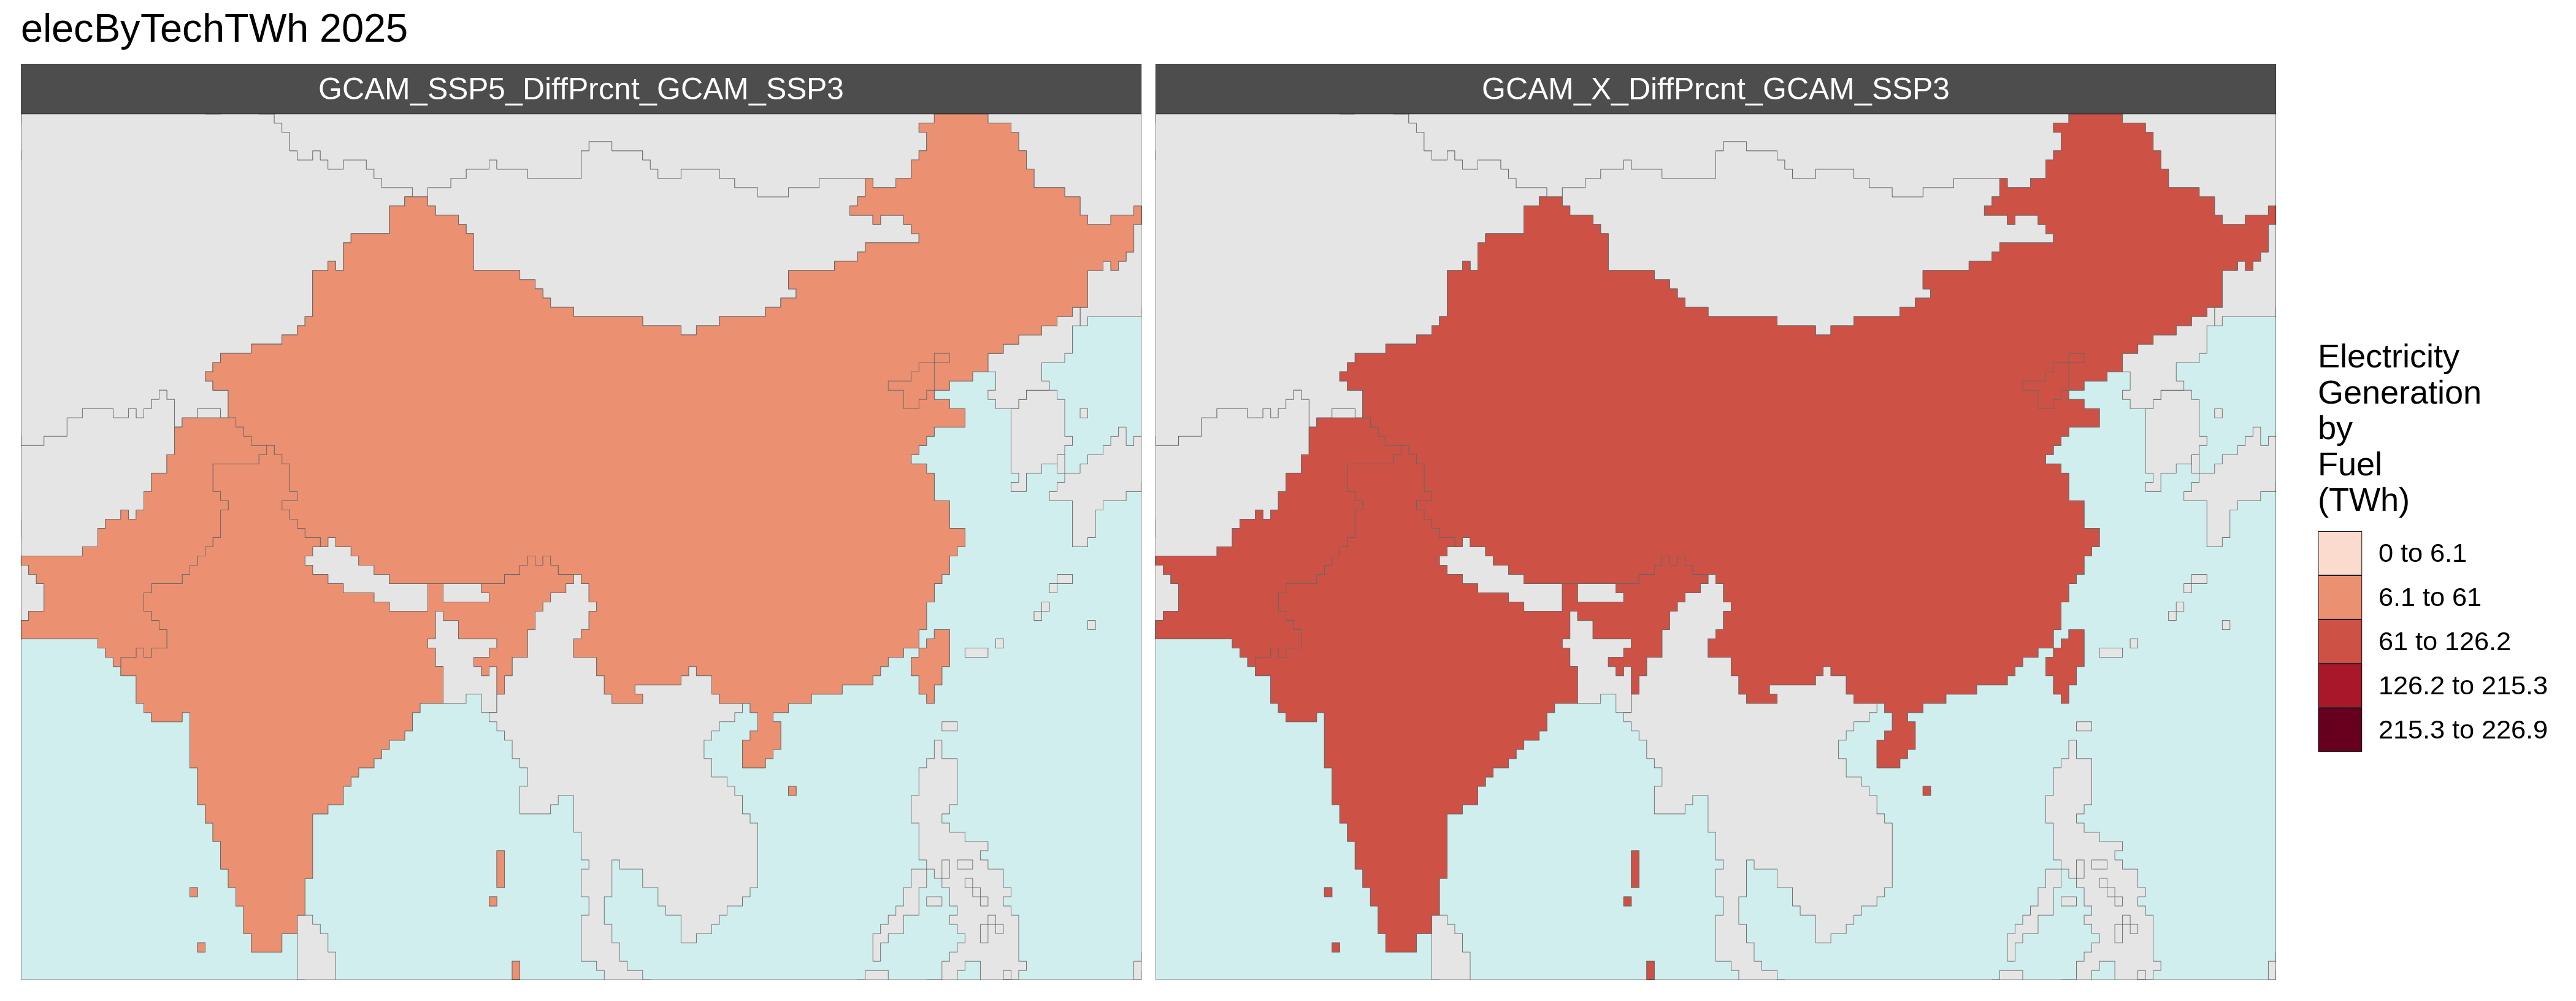 elecByTechTWh 2025
GCAM_SSP5_DiffPrcnt_GCAM_SSP3
GCAM_X_DiffPrcnt_GCAM_SSP3
Electricity
Generation
by
Fuel
(TWh)
0 to 6.1
6.1 to 61
61 to 126.2
126.2 to 215.3
215.3 to 226.9